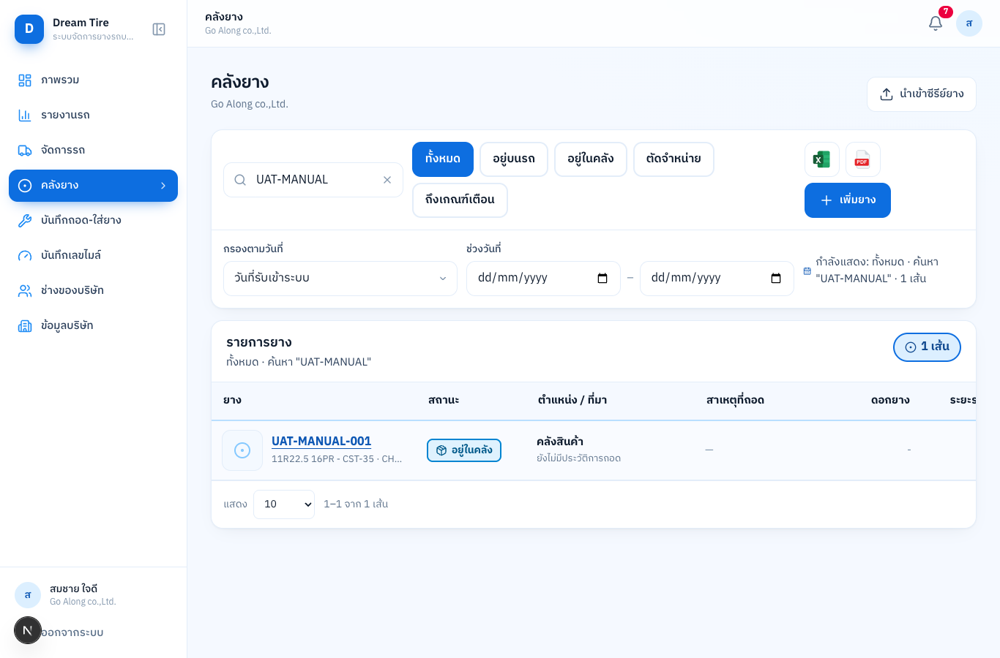 D
Dream Tire
ระบบจัดการยางรถบ...
ภาพรวม
รายงานรถ
จัดการรถ
คลังยาง
บันทึกถอด-ใส่ยาง
บันทึกเลขไมล์
ช่างของบริษัท
ข้อมูลบริษัท
ส
สมชาย ใจดี
Go Along co.,Ltd.
N
ออกจากระบบ
คลังยาง
Go Along co.,Ltd.
7
ส
คลังยาง
Go Along co.,Ltd.
นำเข้าซีรีย์ยาง
UAT-MANUAL
ทั้งหมด
อยู่บนรถ
อยู่ในคลัง
ตัดจำหน่าย
ถึงเกณฑ์เตือน
X
PDF
เพิ่มยาง
กรองตามวันที่
ช่วงวันที่
วันที่รับเข้าระบบ
dd/mm/yyyy
–
dd/mm/yyyy
กำลังแสดง: ทั้งหมด · ค้นหา
"UAT-MANUAL" · 1 เส้น
รายการยาง
ทั้งหมด · ค้นหา "UAT-MANUAL"
1 เส้น
ยาง สถานะ ตำแหน่ง / ที่มา สาเหตุที่ถอด ดอกยาง ระยะร
UAT-MANUAL-001
11R22.5 16PR - CST-35 · CH...
อยู่ในคลัง
คลังสินค้า
ยังไม่มีประวัติการถอด
—
-
แสดง 10 1–1 จาก 1 เส้น